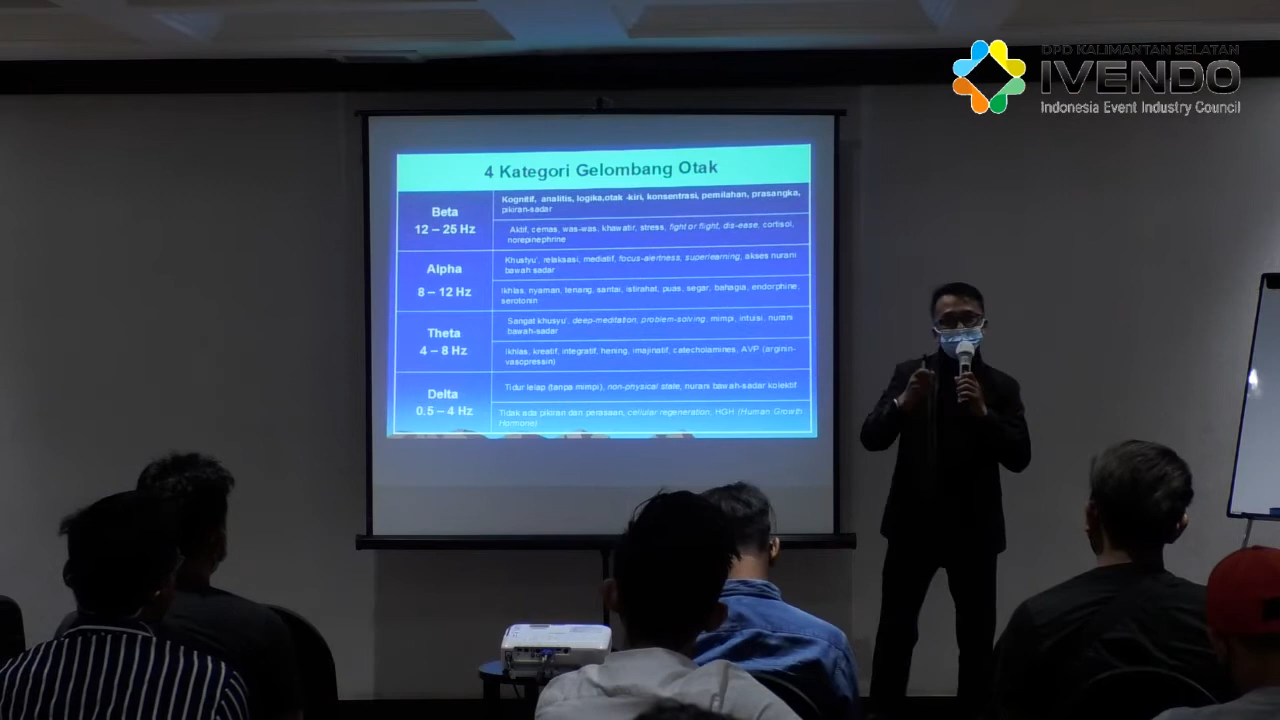 DPD KALIMANTAN SELATAN
IVENDO
Indonesia Event Industry Council
4 Kategori Gelombang Otak
Beta
12 – 25 Hz
Kognitif, analitis, logika,otak -kiri, konsentrasi, pemilahan, prasangka,
pikiran-sadar
Aktif, cemas, was-was, khawatir, stress, fight or flight, dis-ease, cortisol,
norepinephrine
Alpha
8 – 12 Hz
Khusyu', relaksasi, mediatif, focus-alertness, superlearning, akses nurani
bawah sadar
Ikhlas, nyaman, tenang, santai, istirahat, puas, segar, bahagia, endorphine,
serotonin
Theta
4 – 8 Hz
Sangat khusyu', deep-meditation, problem-solving, mimpi, intuisi, nurani
bawah-sadar
Ikhlas, kreatif, integratif, hening, imajinatif, catecholamines, AVP (arginin-
vasopressin)
Delta
0.5 – 4 Hz
Tidur lelap (tanpa mimpi), non-physical state, nurani bawah-sadar kolektif
Tidak ada pikiran dan perasaan, cellular regeneration, HGH (Human Growth
Hormone)